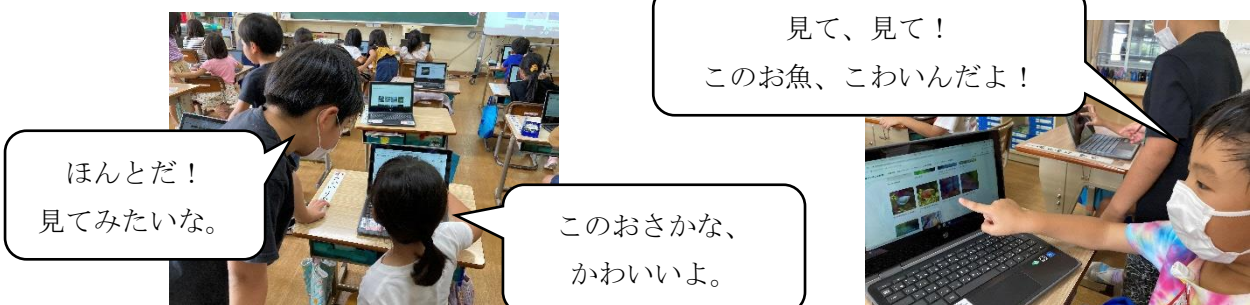 ほんとだ！
見てみたいな。
このおさかな、
かわいいよ。
見て、見て！
このお魚、こわいんだよ！